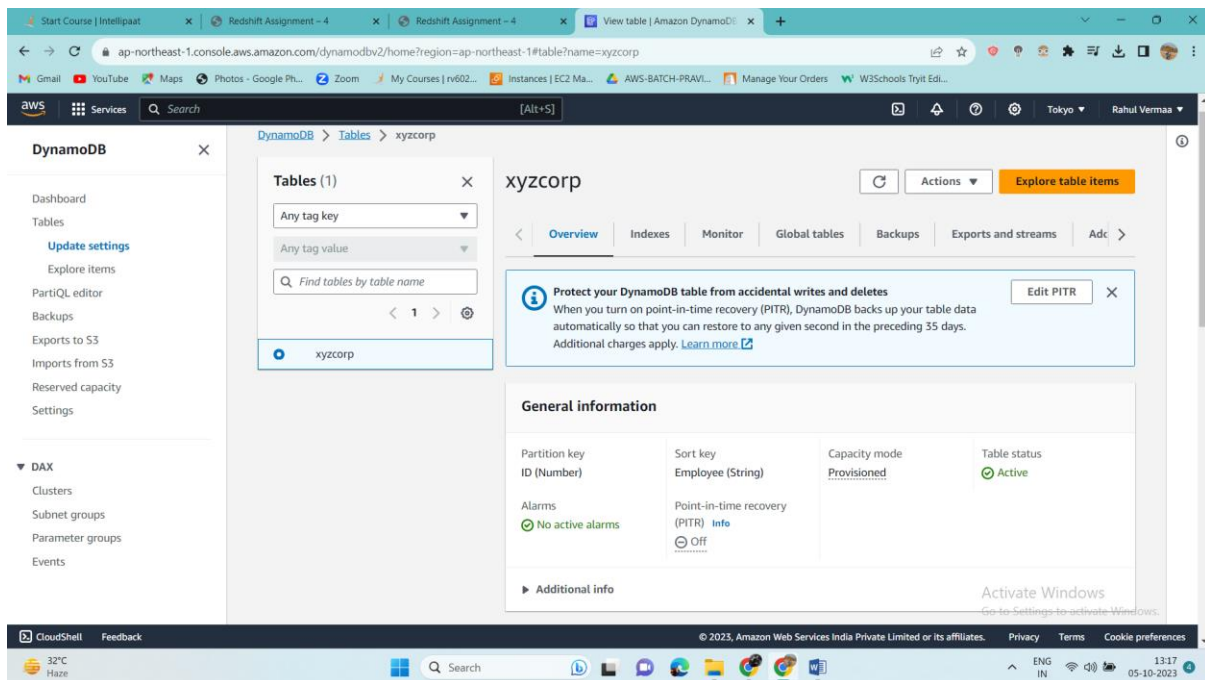 Start Course | Intellipaat
Redshift Assignment – 4
Redshift Assignment – 4
View table | Amazon DynamoDB
ap-northeast-1.console.aws.amazon.com/dynamodbv2/home?region=ap-northeast-1#table?name=xyzcorp
Gmail YouTube Maps Photos - Google Ph... Zoom My Courses | rv602... Instances | EC2 Ma... AWS-BATCH-PRAVI... Manage Your Orders W3Schools Tryit Edi...
aws Services Search [Alt+S] Tokyo Rahul Vermaa
DynamoDB
Dashboard
Tables
Update settings
Explore items
PartiQL editor
Backups
Exports to S3
Imports from S3
Reserved capacity
Settings
DAX
Clusters
Subnet groups
Parameter groups
Events
DynamoDB > Tables > xyzcorp
Tables (1)
Any tag key
Any tag value
Find tables by table name
< 1 >
xyzcorp
xyzcorp
Actions
Explore table items
Overview Indexes Monitor Global tables Backups Exports and streams Adc
Protect your DynamoDB table from accidental writes and deletes
When you turn on point-in-time recovery (PITR), DynamoDB backs up your table data
automatically so that you can restore to any given second in the preceding 35 days.
Additional charges apply. Learn more
Edit PITR
General information
Partition key
ID (Number)
Sort key
Employee (String)
Capacity mode
Provisioned
Table status
Active
Alarms
No active alarms
Point-in-time recovery
(PITR) Info
Off
Additional info
Activate Windows
Go to Settings to activate Windows.
CloudShell Feedback © 2023, Amazon Web Services India Private Limited or its affiliates. Privacy Terms Cookie preferences
32°C
Haze
Search
ENG
IN
13:17
05-10-2023
4